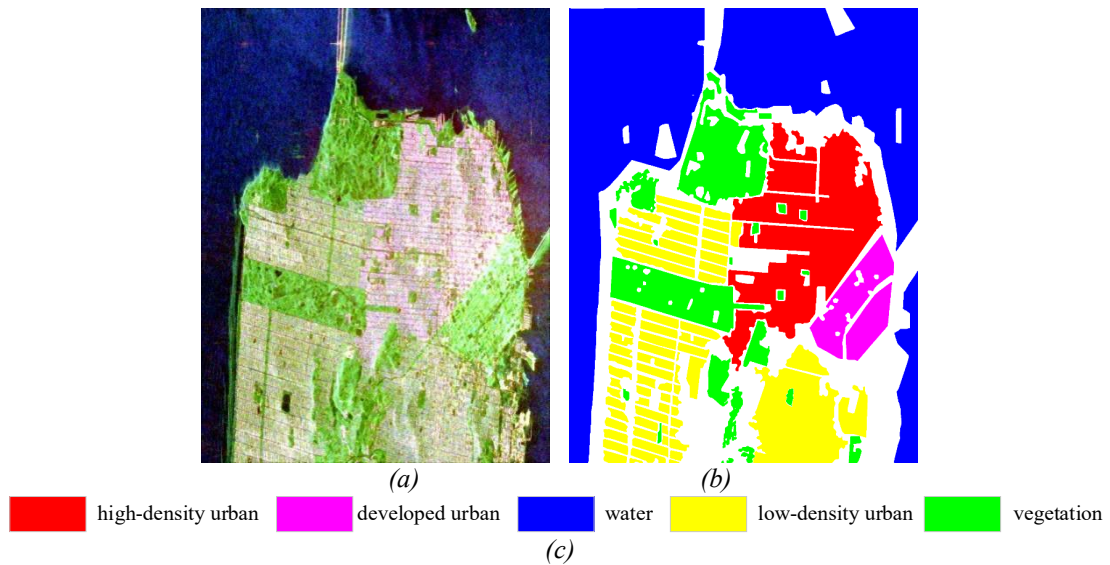 (a) (b)
high-density urban developed urban water low-density urban vegetation
(c)